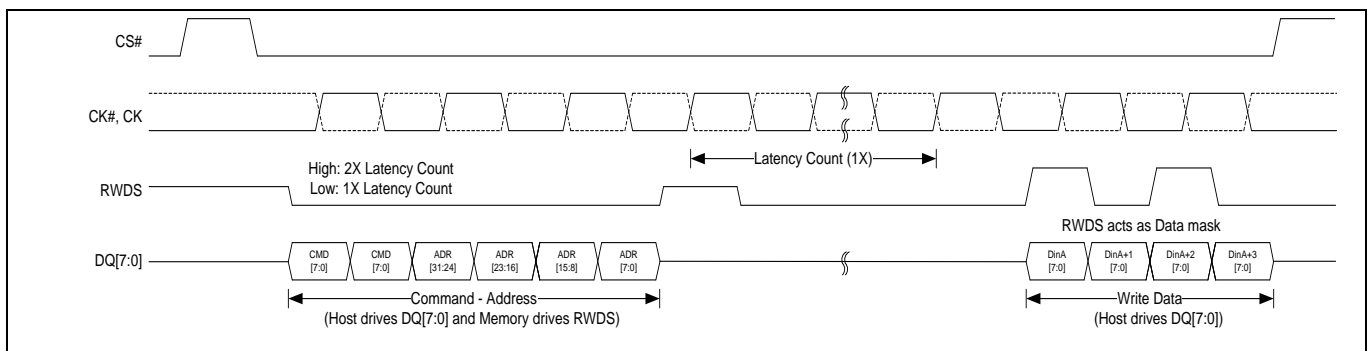 CS#
CK#, CK
Latency Count (1X)
High: 2X Latency Count
Low: 1X Latency Count
RWDS
RWDS acts as Data mask
DQ[7:0]
CMD
[7:0]
CMD
[7:0]
ADR
[31:24]
ADR
[23:16]
ADR
[15:8]
ADR
[7:0]
DinA
[7:0]
DinA+1
[7:0]
DinA+2
[7:0]
DinA+3
[7:0]
Command - Address
(Host drives DQ[7:0] and Memory drives RWDS)
Write Data
(Host drives DQ[7:0])